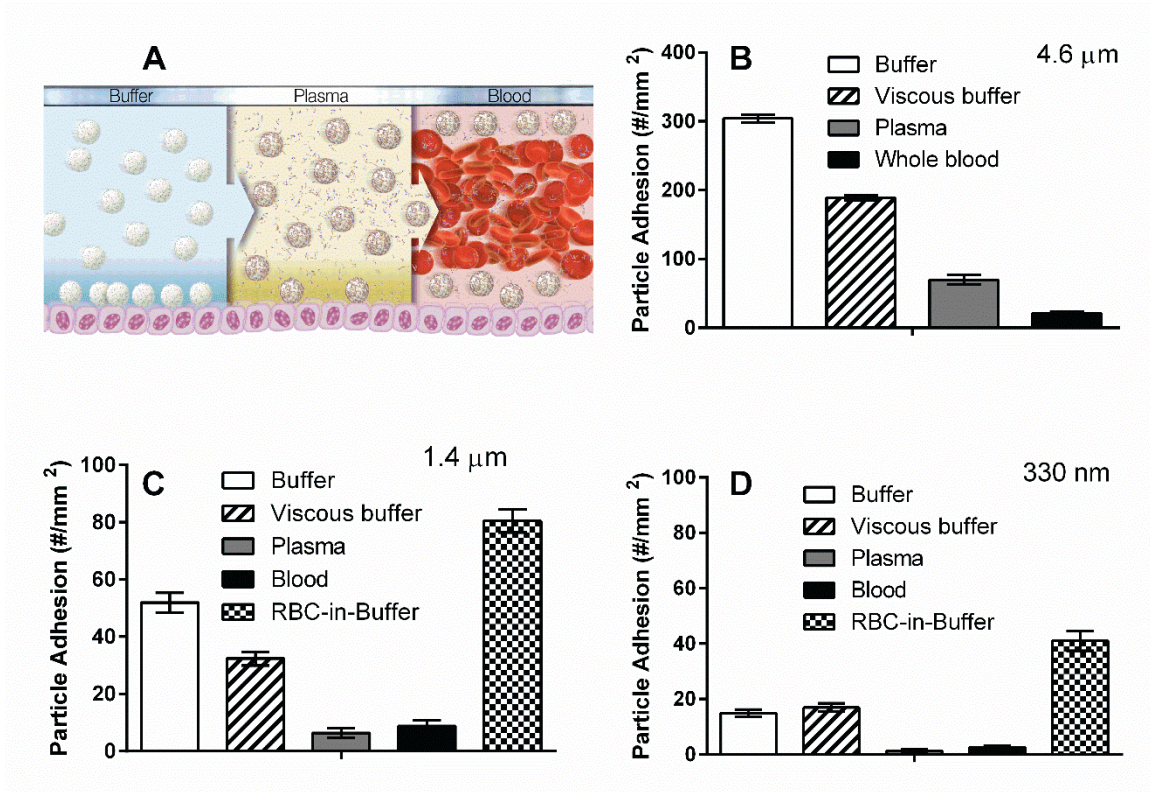 A
Buffer
Plasma
Blood
B
4.6 μm
Particle Adhesion (#/mm 2)
400
300
200
100
0
Buffer
Viscous buffer
Plasma
Whole blood
C
1.4 μm
Particle Adhesion (#/mm 2)
100
80
60
40
20
0
Buffer
Viscous buffer
Plasma
Blood
RBC-in-Buffer
D
330 nm
Particle Adhesion (#/mm 2)
100
80
60
40
20
0
Buffer
Viscous buffer
Plasma
Blood
RBC-in-Buffer